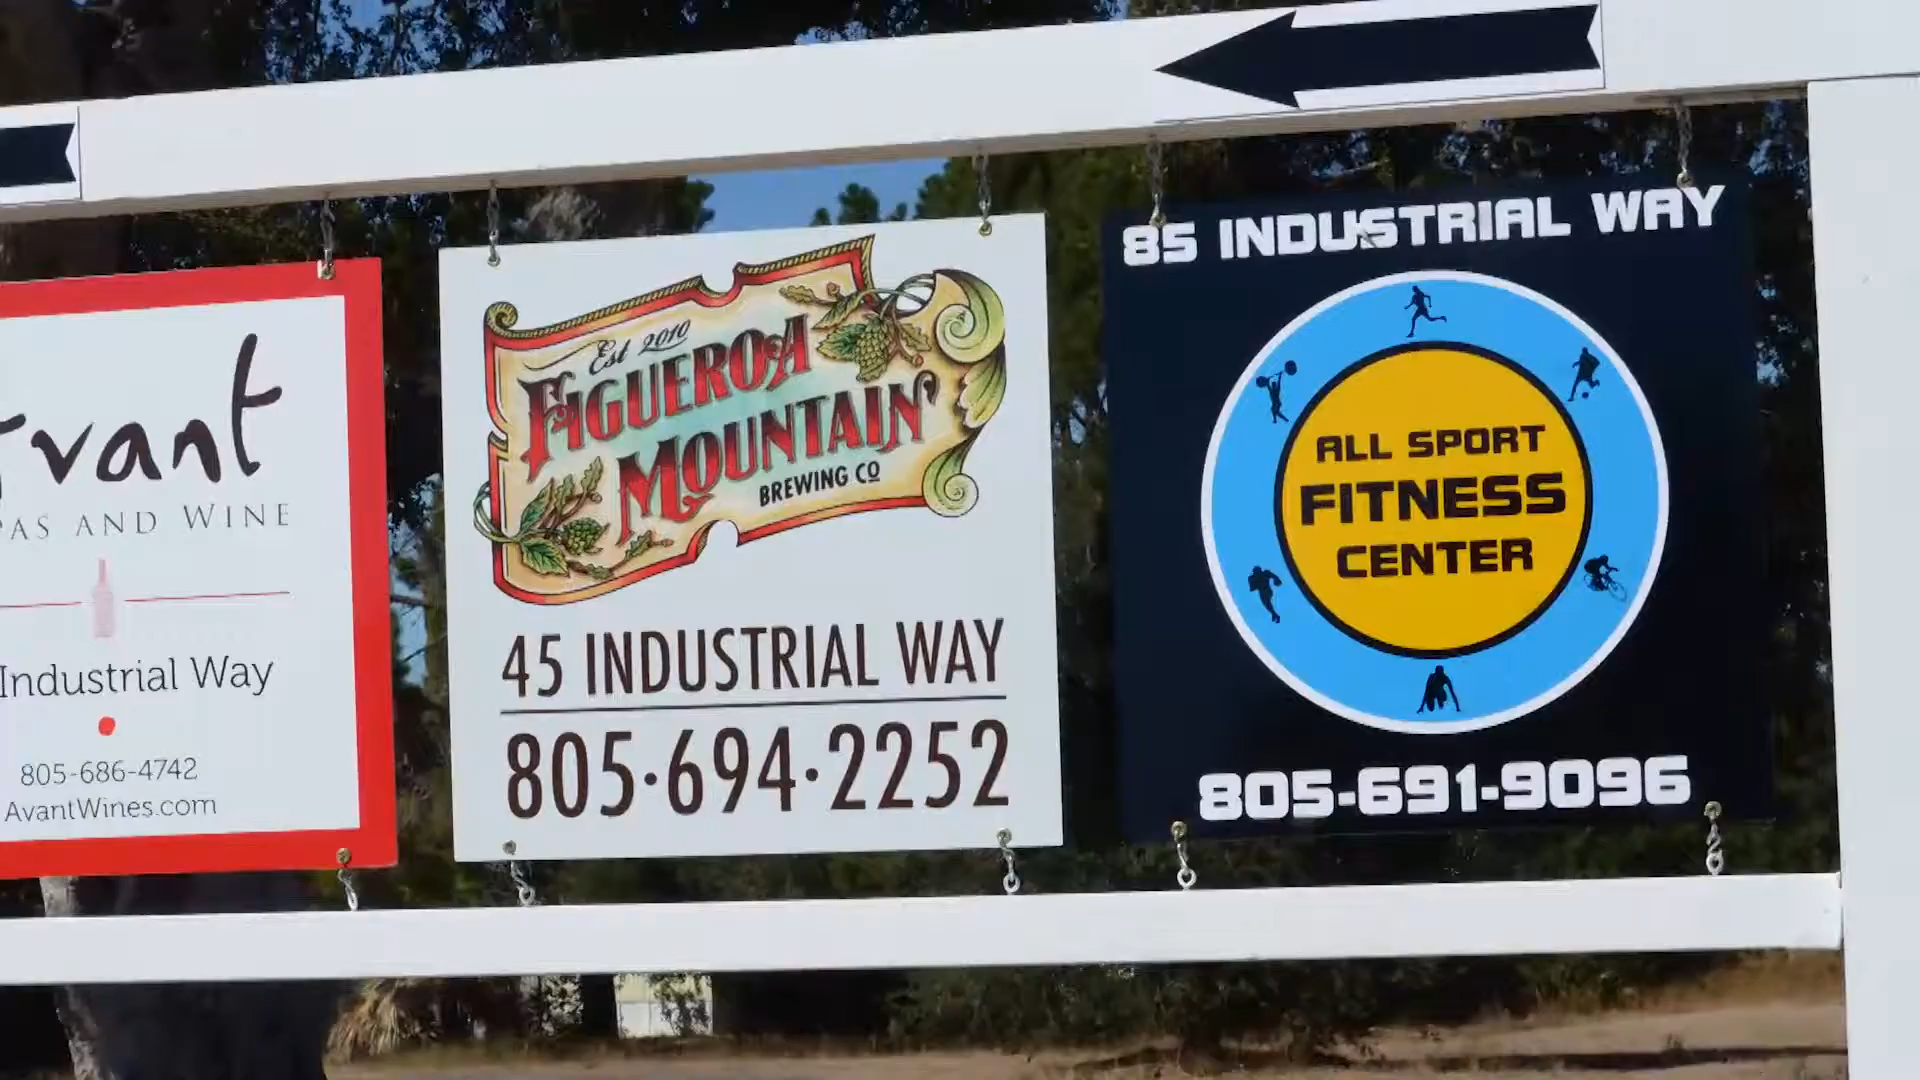 vant
AS AND WINE
Industrial Way
805-686-4742
AvantWines.com
Est 2010
FIGUEROA
MOUNTAIN
BREWING CO
45 INDUSTRIAL WAY
805·694·2252
85 INDUSTRIAL WAY
ALL SPORT
FITNESS
CENTER
805-691-9096